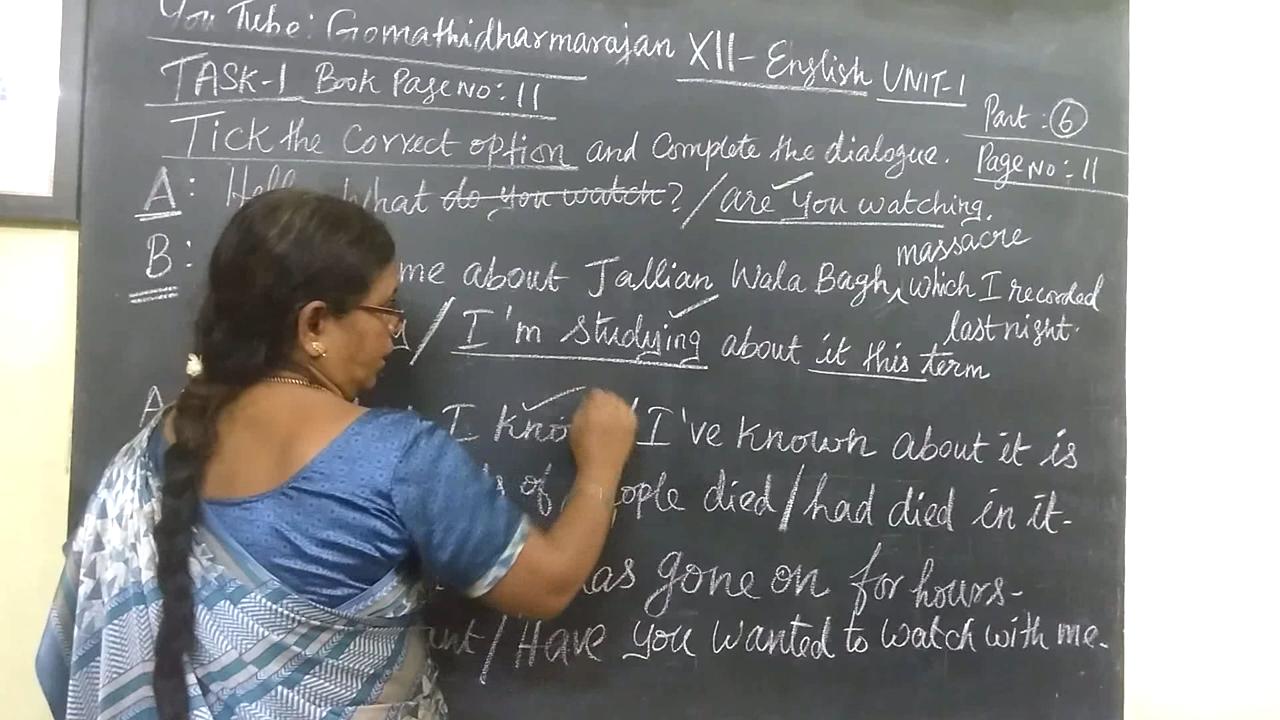 You Tube: Gomathidharmarajan XII - English UNIT-1
TASK-1 Book Page No: 11
Part: 6
Tick the correct option and complete the dialogue. Page No: 11
A: What do you watch? / are you watching.
B: me about Jallian Wala Bagh massacre, which I recorded last night.
/ I'm studying about it this term
A I know / I've known about it is
of people died / had died in it.
has gone on for hours.
/ Have you wanted to watch with me.